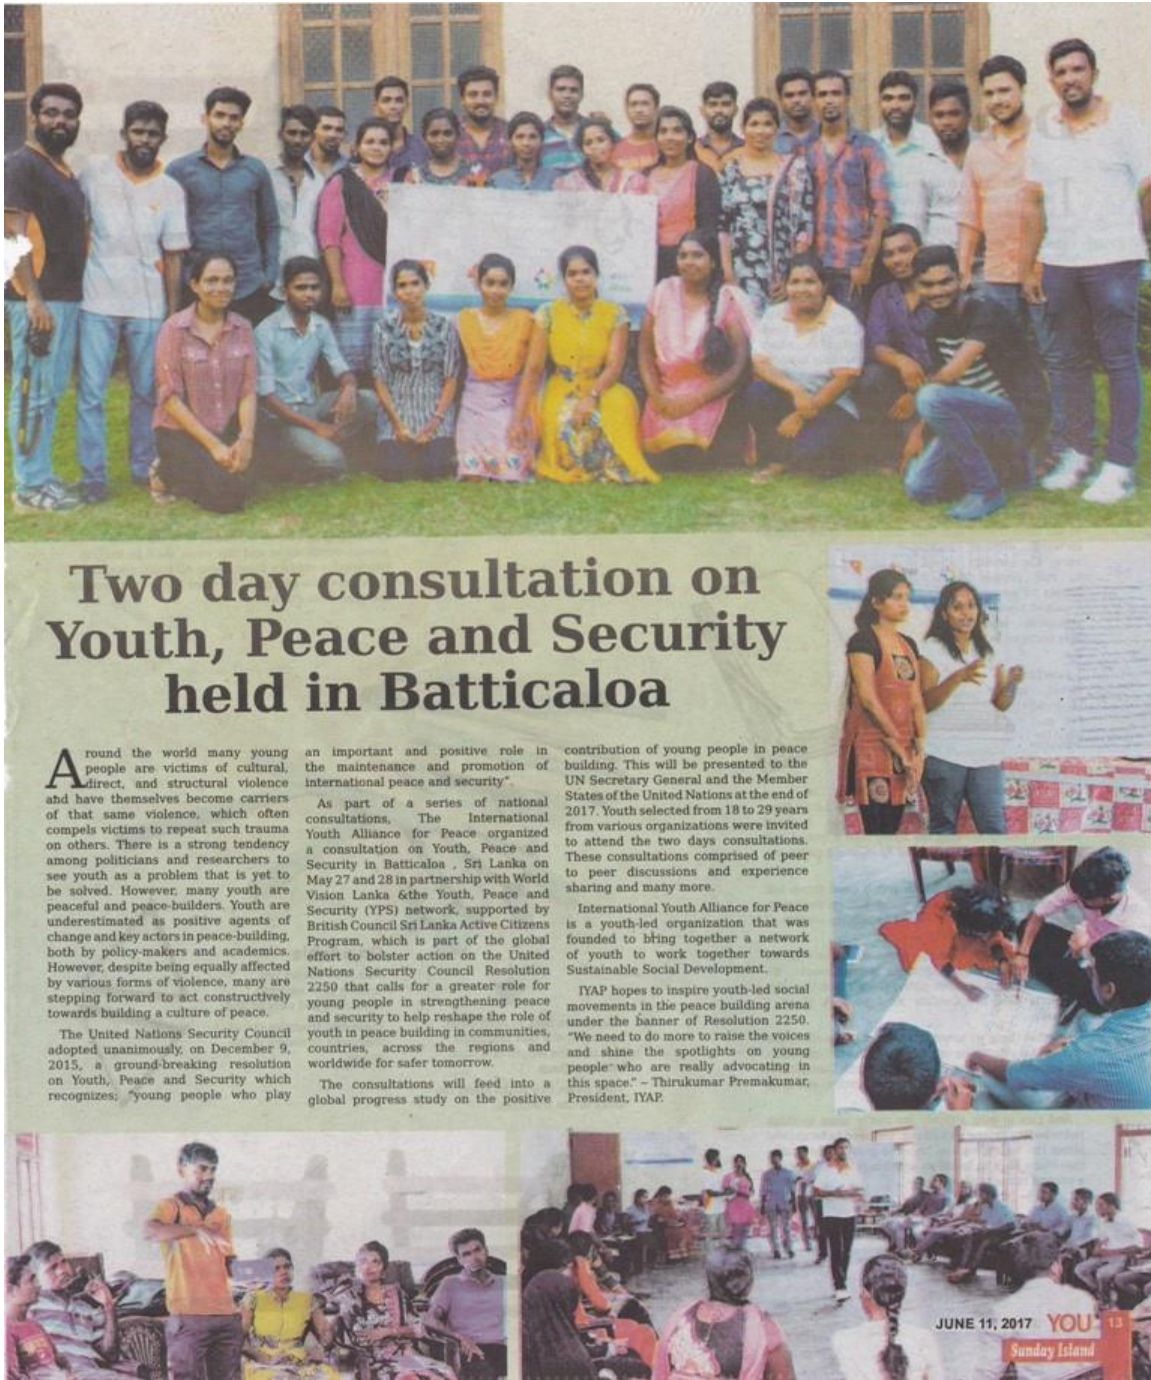 Two day consultation on
Youth, Peace and Security
held in Batticaloa
Around the world many young
people are victims of cultural,
direct, and structural violence
and have themselves become carriers
of that same violence, which often
compels victims to repeat such trauma
on others. There is a strong tendency
among politicians and researchers to
see youth as a problem that is yet to
be solved. However, many youth are
peaceful and peace-builders. Youth are
underestimated as positive agents of
change and key actors in peace-building,
both by policy-makers and academics.
However, despite being equally affected
by various forms of violence, many are
stepping forward to act constructively
towards building a culture of peace.
The United Nations Security Council
adopted unanimously, on December 9,
2015, a ground-breaking resolution
on Youth, Peace and Security which
recognizes; "young people who play
an important and positive role in
the maintenance and promotion of
international peace and security".
As part of a series of national
consultations, The International
Youth Alliance for Peace organized
a consultation on Youth, Peace and
Security in Batticaloa , Sri Lanka on
May 27 and 28 in partnership with World
Vision Lanka &the Youth, Peace and
Security (YPS) network, supported by
British Council Sri Lanka Active Citizens
Program, which is part of the global
effort to bolster action on the United
Nations Security Council Resolution
2250 that calls for a greater role for
young people in strengthening peace
and security to help reshape the role of
youth in peace building in communities,
countries, across the regions and
worldwide for safer tomorrow.
The consultations will feed into a
global progress study on the positive
contribution of young people in peace
building. This will be presented to the
UN Secretary General and the Member
States of the United Nations at the end of
2017. Youth selected from 18 to 29 years
from various organizations were invited
to attend the two days consultations.
These consultations comprised of peer
to peer discussions and experience
sharing and many more.
International Youth Alliance for Peace
is a youth-led organization that was
founded to bring together a network
of youth to work together towards
Sustainable Social Development.
IYAP hopes to inspire youth-led social
movements in the peace building arena
under the banner of Resolution 2250.
"We need to do more to raise the voices
and shine the spotlights on young
people who are really advocating in
this space." – Thirukumar Premakumar,
President, IYAP.
JUNE 11, 2017 YOU 13
Sunday Island